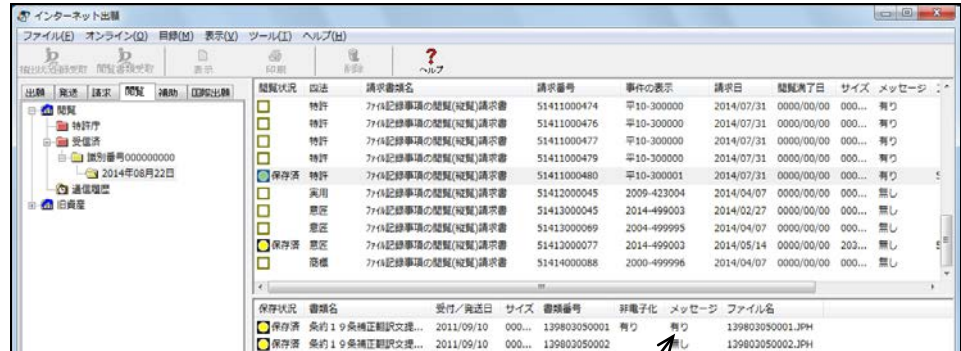 インターネット出願
ファイル(F) オンライン(O) 目録(M) 表示(V) ツール(T) ヘルプ(H)
閲覧書類受取 表示 印刷 削除 ヘルプ
出願 発送 請求 閲覧 補助 国際出願
閲覧
特許庁
受信済
識別番号000000000
2014年08月22日
通信履歴
旧資産
閲覧状況 四法 請求書類名 請求番号 事件の表示 請求日 閲覧満了日 サイズ メッセージ
特許 ファイル記録事項の閲覧(縦覧)請求書 51411000474 平10-300000 2014/07/31 0000/00/00 000... 有り
特許 ファイル記録事項の閲覧(縦覧)請求書 51411000476 平10-300000 2014/07/31 0000/00/00 000... 有り
特許 ファイル記録事項の閲覧(縦覧)請求書 51411000477 平10-300000 2014/07/31 0000/00/00 000... 有り
特許 ファイル記録事項の閲覧(縦覧)請求書 51411000479 平10-300000 2014/07/31 0000/00/00 000... 有り
保存済 特許 ファイル記録事項の閲覧(縦覧)請求書 51411000480 平10-300001 2014/07/31 0000/00/00 000... 有り
実用 ファイル記録事項の閲覧(縦覧)請求書 51412000045 2009-423004 2014/04/07 0000/00/00 000... 無し
意匠 ファイル記録事項の閲覧(縦覧)請求書 51413000045 2014-499003 2014/02/27 0000/00/00 000... 無し
意匠 ファイル記録事項の閲覧(縦覧)請求書 51413000069 2004-499995 2014/04/07 0000/00/00 000... 無し
保存済 意匠 ファイル記録事項の閲覧(縦覧)請求書 51413000077 2014-499003 2014/05/14 0000/00/00 203... 無し
商標 ファイル記録事項の閲覧(縦覧)請求書 51414000088 2000-499996 2014/04/07 0000/00/00 000... 無し
保存状況 書類名 受付/発送日 サイズ 書類番号 非電子化 メッセージ ファイル名
保存済 条約19条補正翻訳文提... 2011/09/10 000... 139803050001 有り 有り 139803050001.JPH
保存済 条約19条補正翻訳文提... 2011/09/10 000... 139803050002 無し 139803050002.JPH